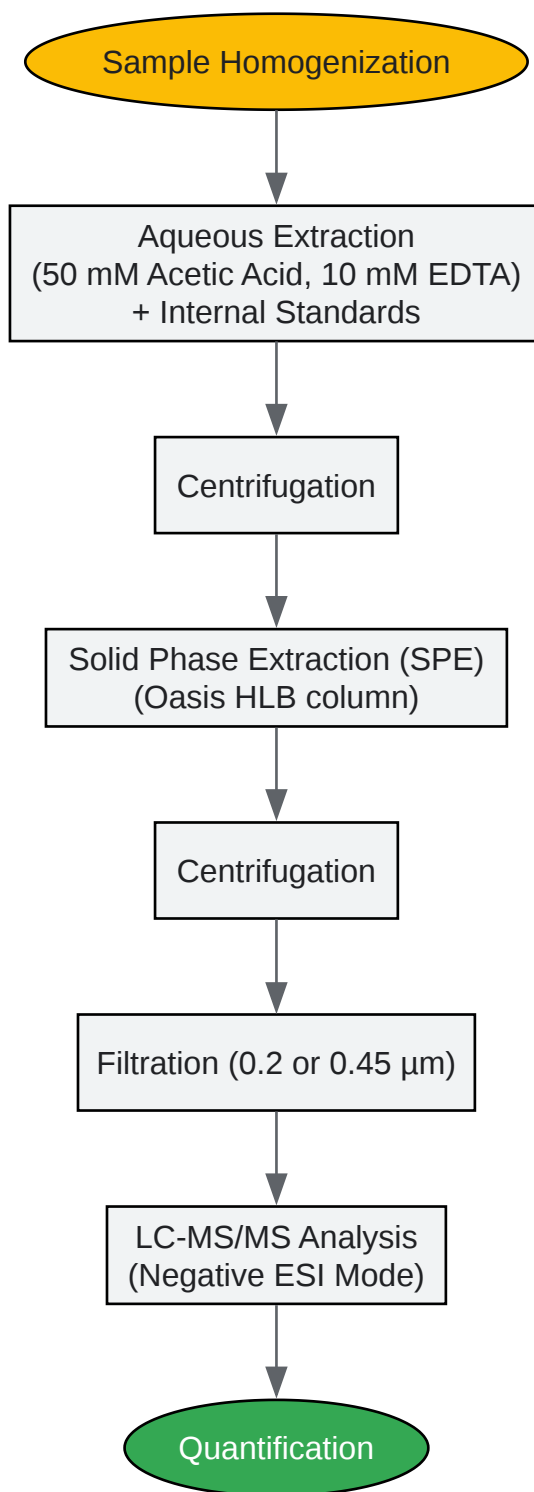 Sample Homogenization
Aqueous Extraction
(50 mM Acetic Acid, 10 mM EDTA)
+ Internal Standards
Centrifugation
Solid Phase Extraction (SPE)
(Oasis HLB column)
Centrifugation
Filtration (0.2 or 0.45 µm)
LC-MS/MS Analysis
(Negative ESI Mode)
Quantification